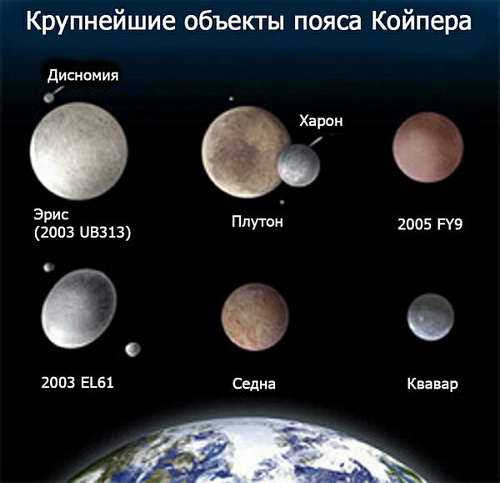 Крупнейшие объекты пояса Койпера
Дисномия
Харон
Эрис
(2003 UB313)
Плутон
2005 FY9
2003 EL61
Седна
Квавар